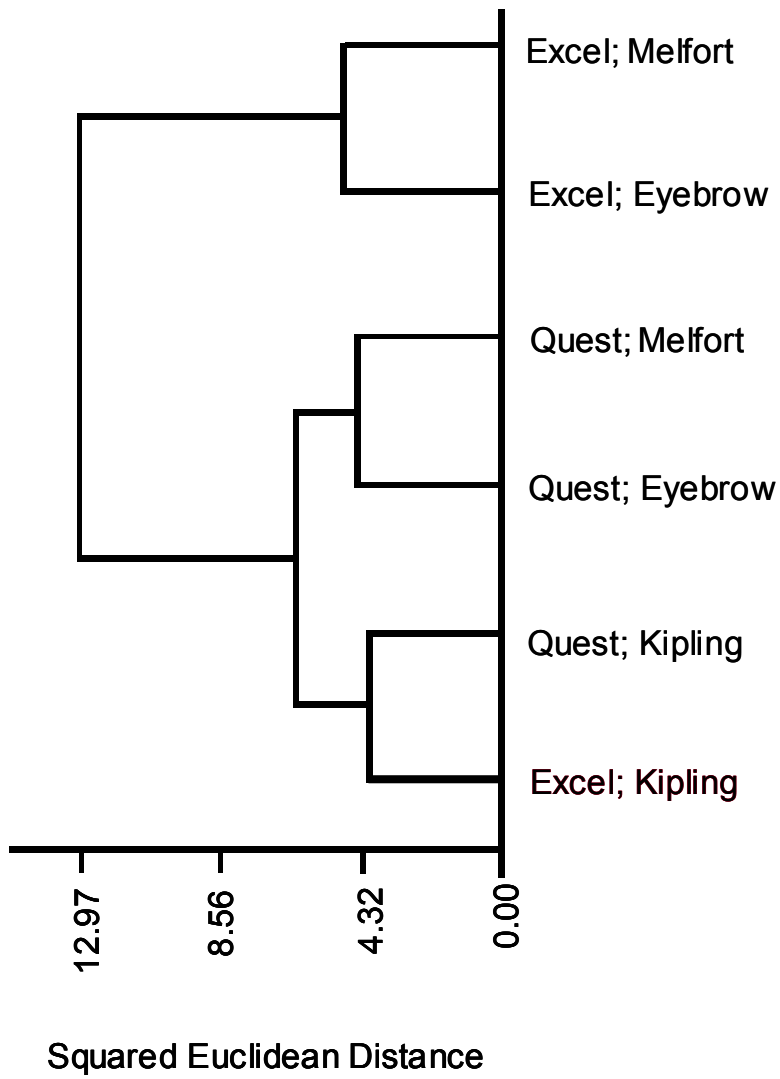 Excel; Melfort
Excel; Eyebrow
Quest; Melfort
Quest; Eyebrow
Quest; Kipling
Excel; Kipling
12.97
8.56
4.32
0.00
Squared Euclidean Distance